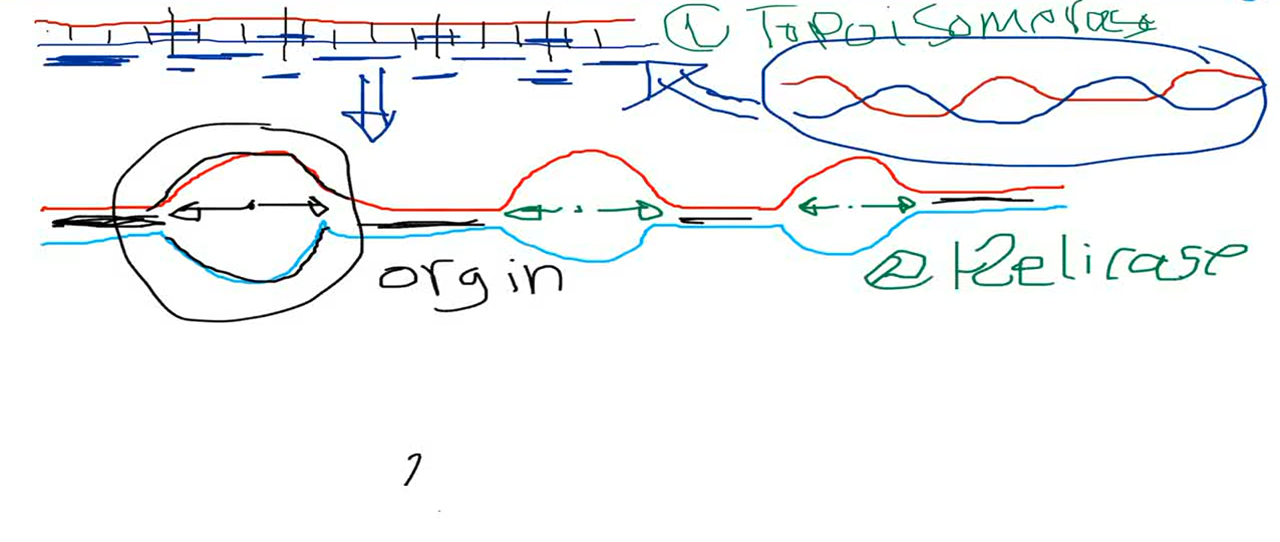 ① Topoisomerase
orgin
② Helicase